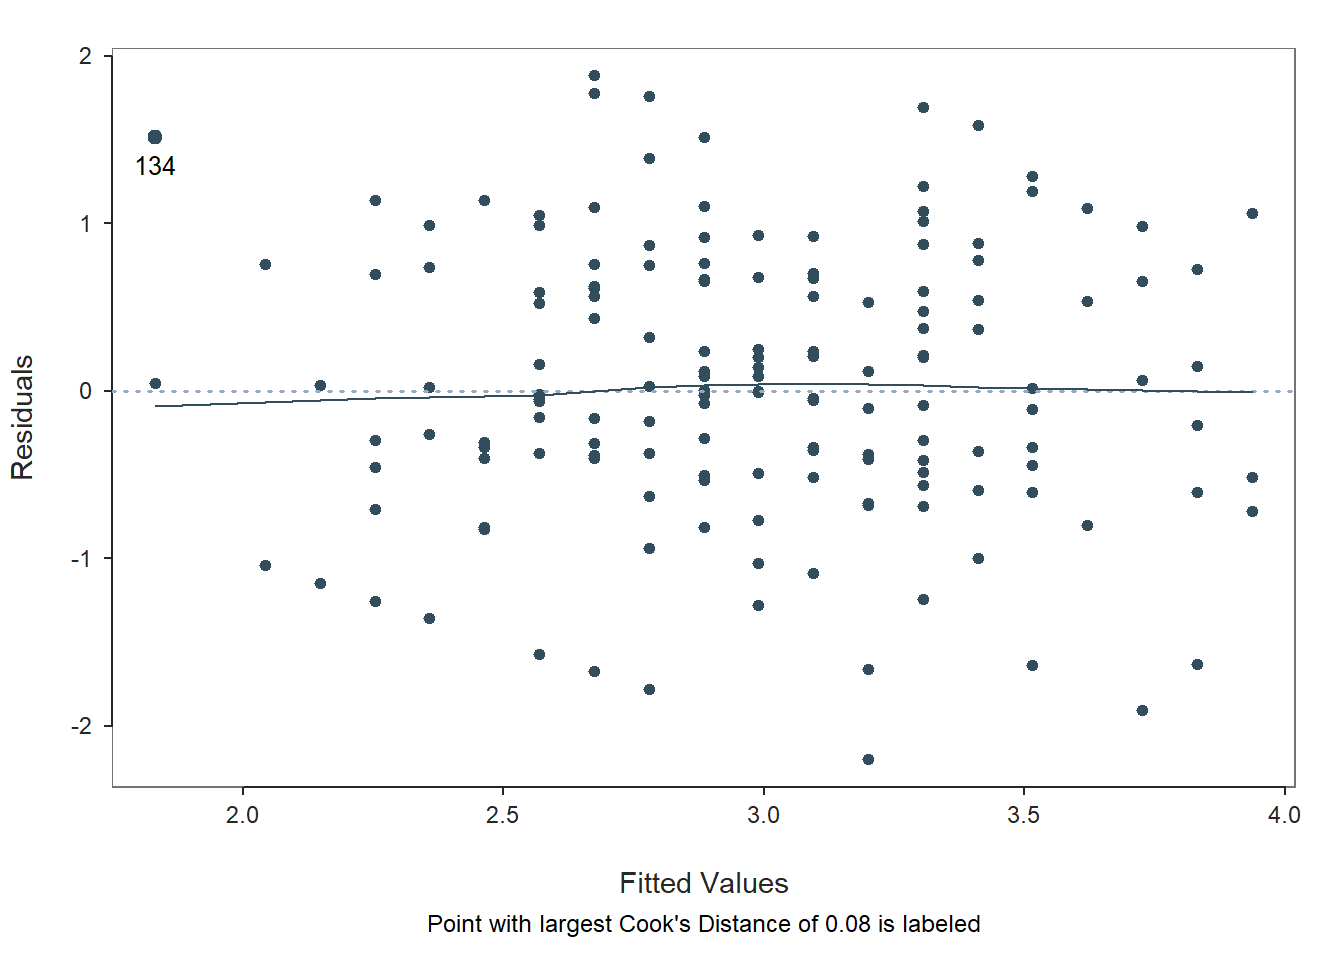 2
134
1
0
-1
-2
Residuals
2.0 2.5 3.0 3.5 4.0
Fitted Values
Point with largest Cook's Distance of 0.08 is labeled